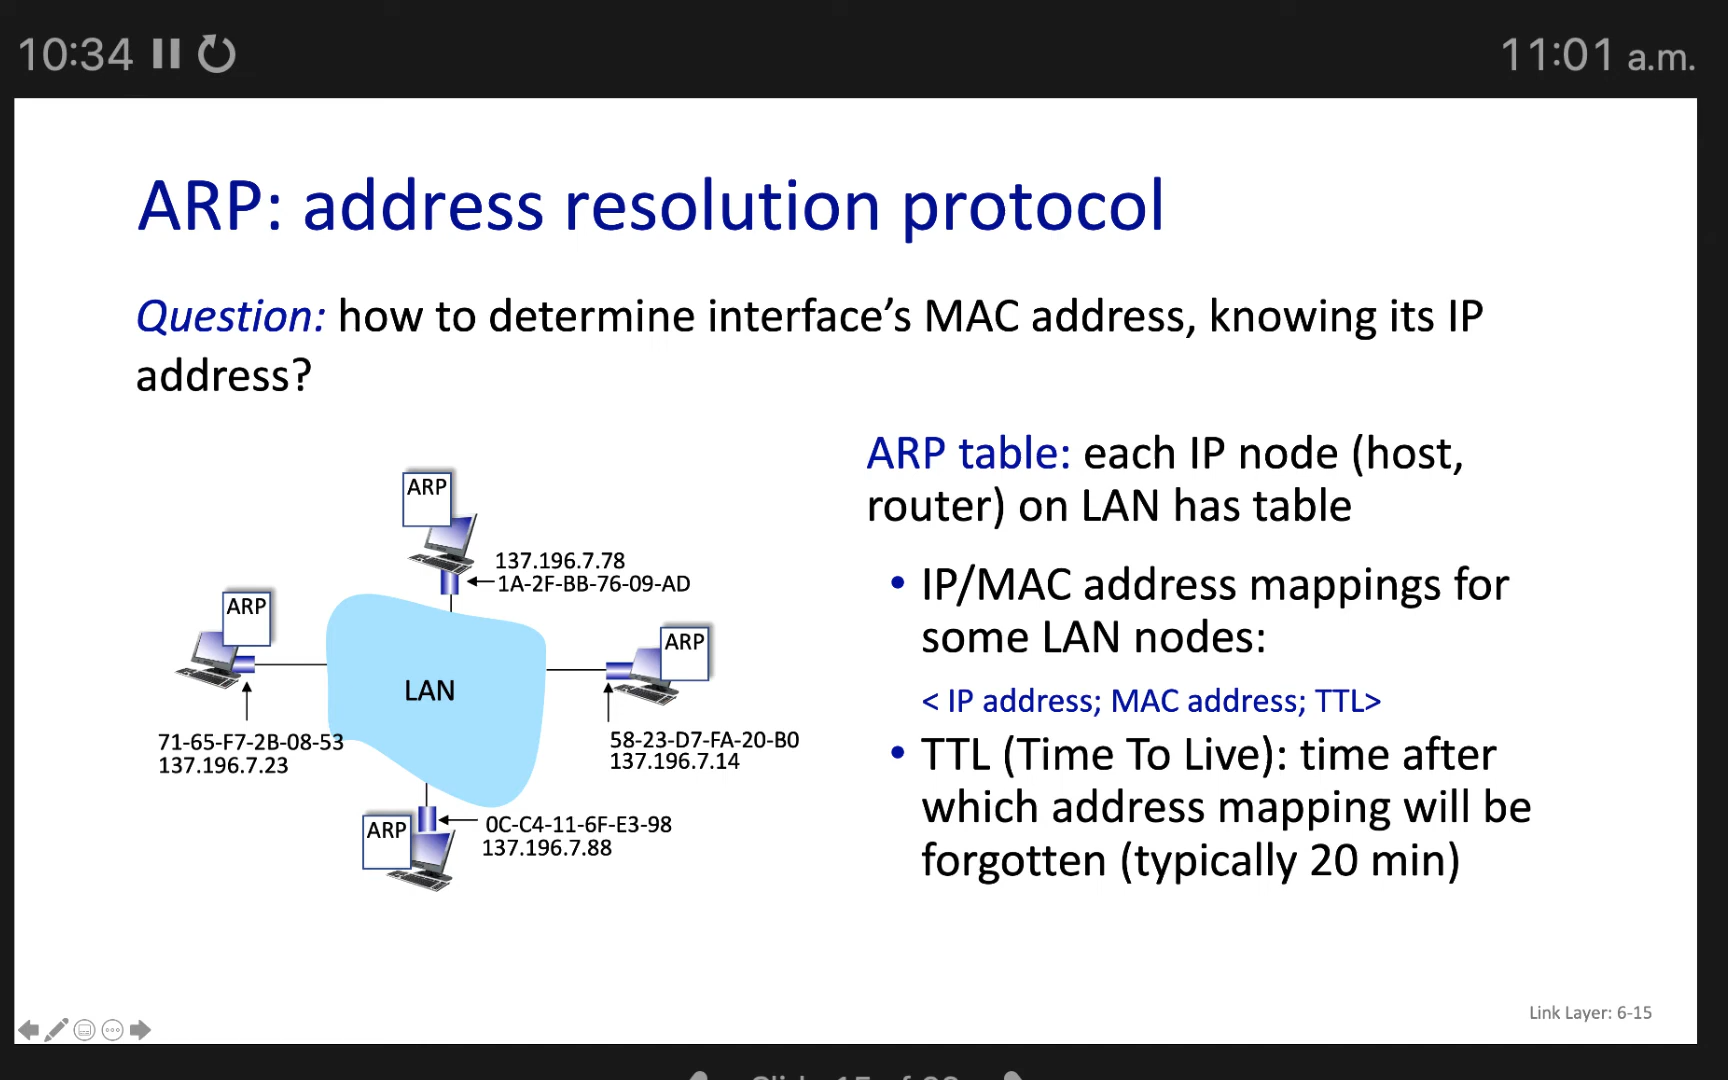 10:34
11:01 a.m.
ARP: address resolution protocol
Question: how to determine interface’s MAC address, knowing its IP
address?
ARP table: each IP node (host,
router) on LAN has table
• IP/MAC address mappings for
some LAN nodes:
< IP address; MAC address; TTL>
• TTL (Time To Live): time after
which address mapping will be
forgotten (typically 20 min)
ARP
137.196.7.78
1A-2F-BB-76-09-AD
ARP
ARP
LAN
71-65-F7-2B-08-53
137.196.7.23
58-23-D7-FA-20-B0
137.196.7.14
ARP
0C-C4-11-6F-E3-98
137.196.7.88
Link Layer: 6-15